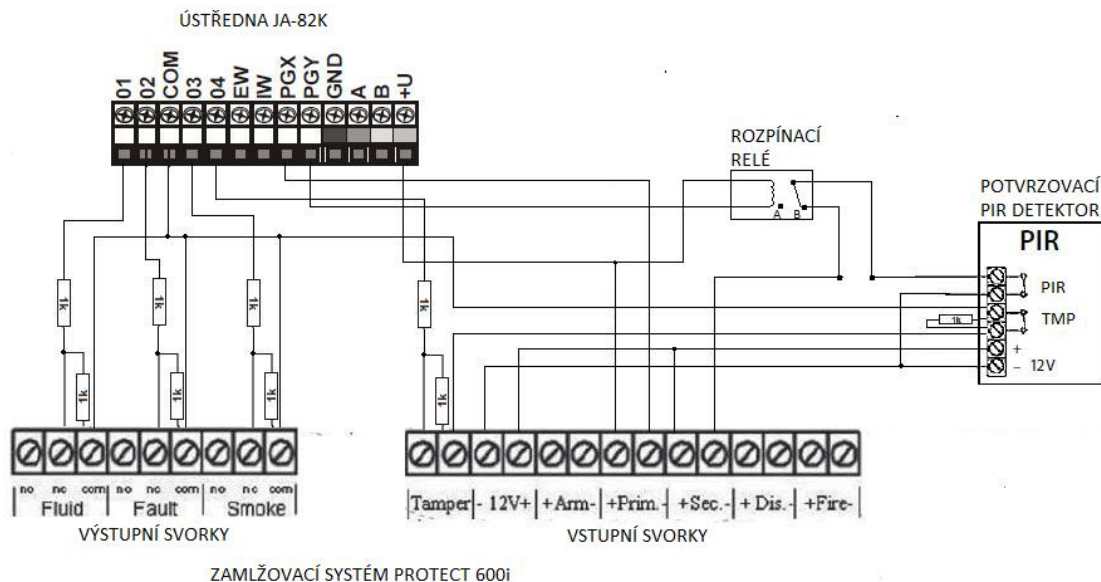 ÚSTŘEDNA JA-82K
01 02 COM 03 04 EW IW PGX PGY GND A B +U
ROZPÍNACÍ
RELÉ
A B
POTVRZOVACÍ
PIR DETEKTOR
PIR
PIR
TMP
+
- 12V
1k
1k 1k 1k 1k
1k 1k 1k 1k
no nc com no nc com no nc com
Fluid Fault Smoke
Tamper - 12V+ +Arm- +Prim.- +Sec.- + Dis.- +Fire-
VÝSTUPNÍ SVORKY
VSTUPNÍ SVORKY
ZAMLŽOVACÍ SYSTÉM PROTECT 600i